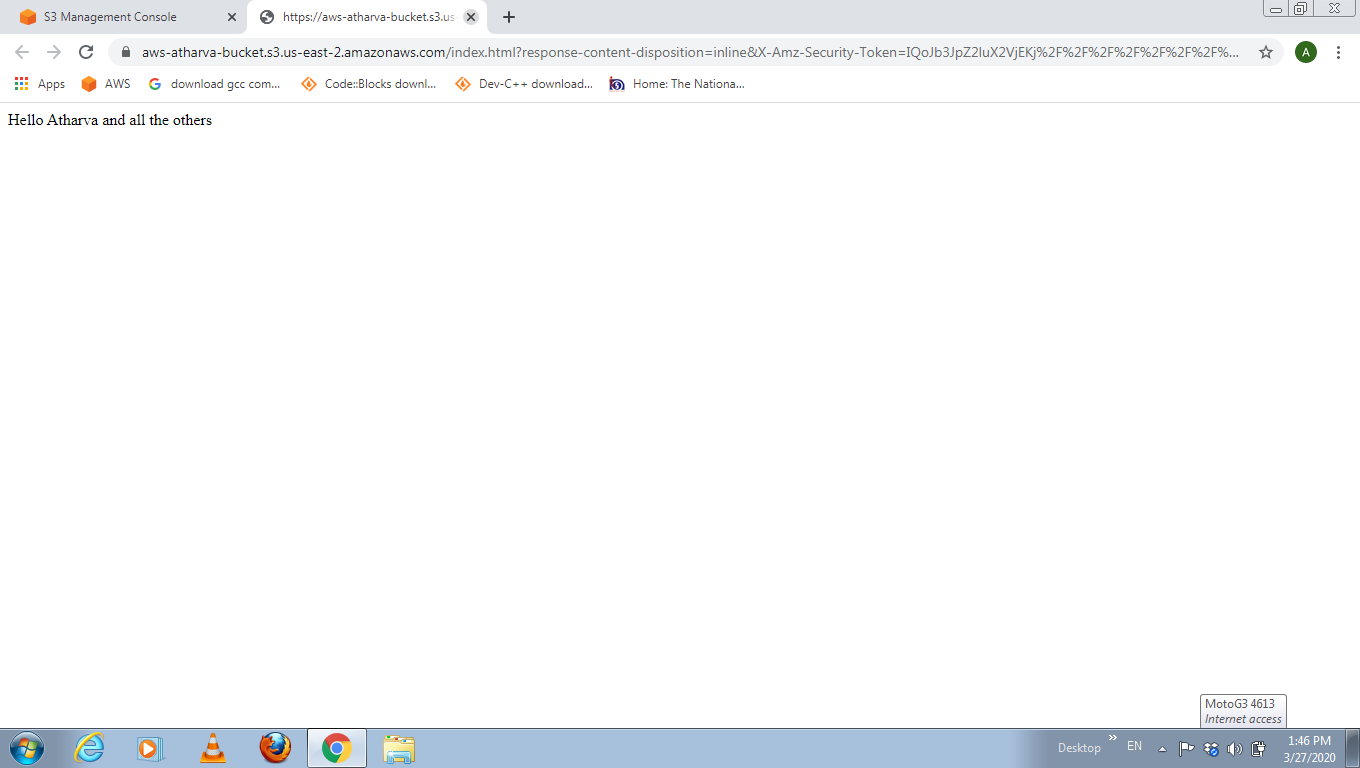 S3 Management Console
https://aws-atharva-bucket.s3.us-
aws-atharva-bucket.s3.us-east-2.amazonaws.com/index.html?response-content-disposition=inline&X-Amz-Security-Token=IQoJb3JpZ2luX2VjEKj%2F%2F%2F%2F%2F%2F%2F%2F%...
A
Apps
AWS
download gcc com...
Code::Blocks downl...
Dev-C++ download...
Home: The Nationa...
Hello Atharva and all the others
MotoG3 4613
Internet access
Desktop
EN
1:46 PM
3/27/2020